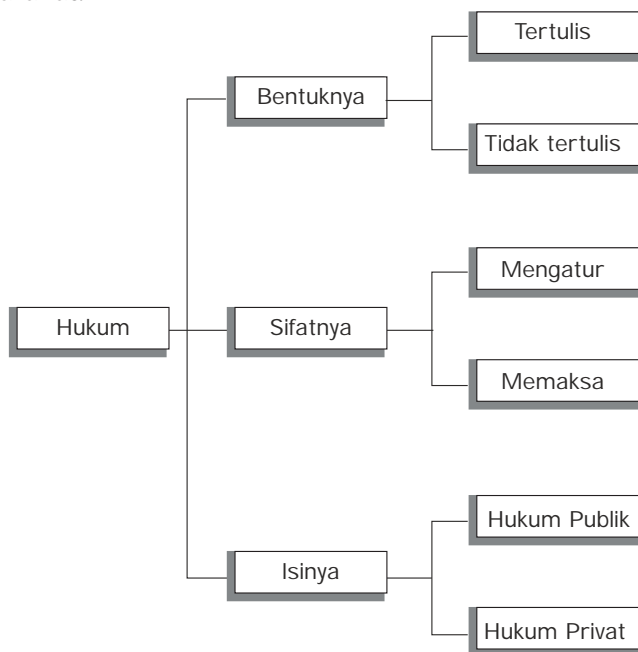 Tertulis
Bentuknya
Tidak tertulis
Mengatur
Hukum
Sifatnya
Memaksa
Hukum Publik
Isinya
Hukum Privat